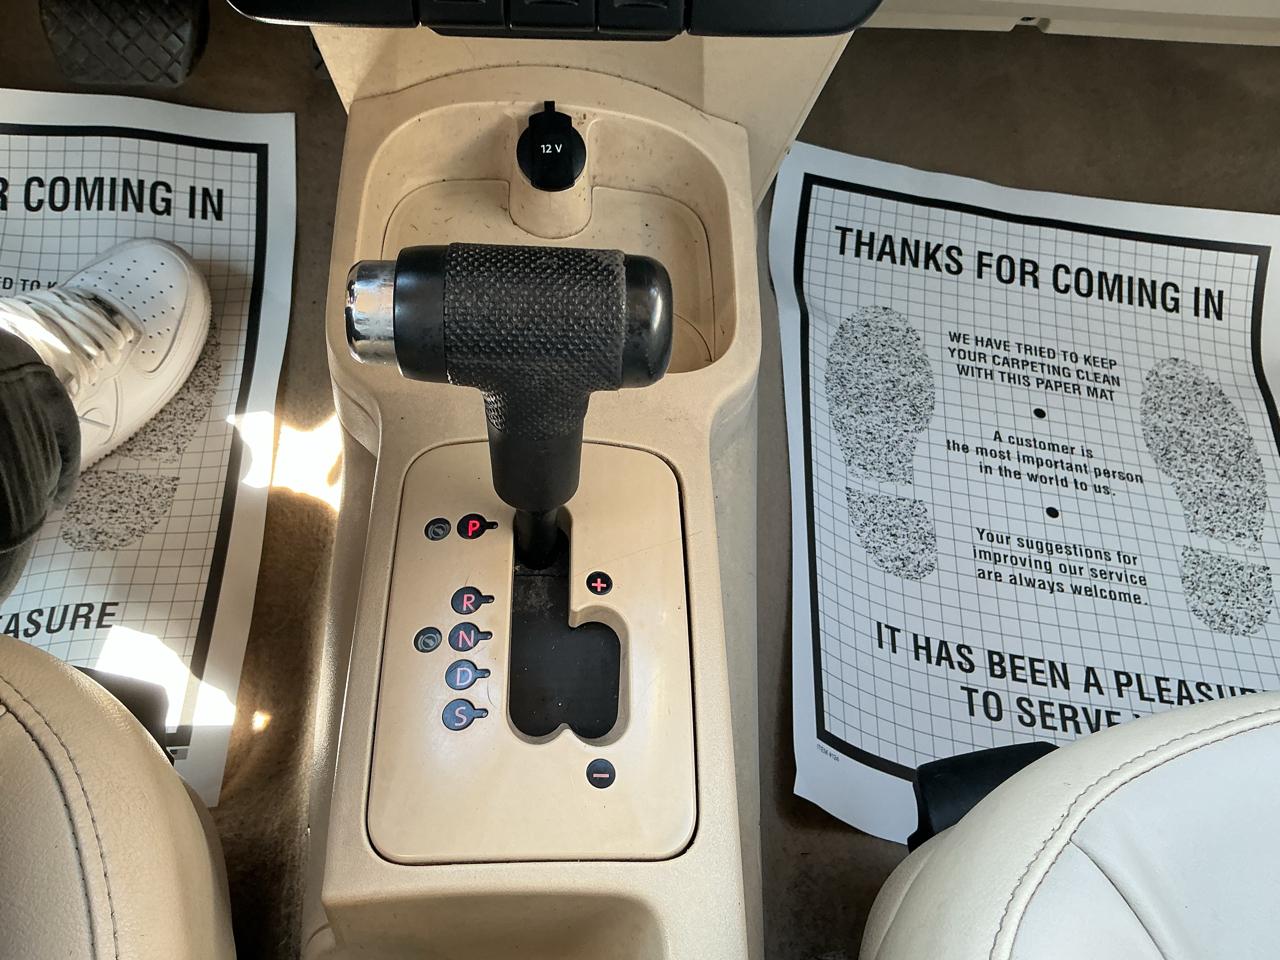 12 V
R COMING IN
ED TO K
EASURE
P
R
N
D
S
+
−
THANKS FOR COMING IN
WE HAVE TRIED TO KEEP
YOUR CARPETING CLEAN
WITH THIS PAPER MAT
●
A customer is
the most important person
in the world to us.
●
Your suggestions for
improving our service
are always welcome.
IT HAS BEEN A PLEASUR
TO SERVE